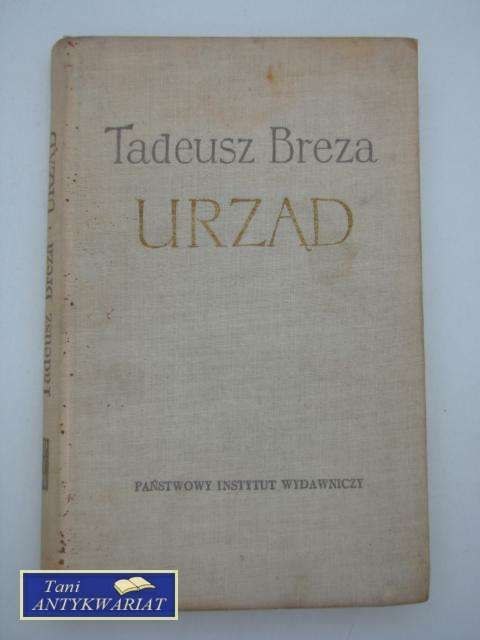 Tadeusz Breza
URZĄD
PAŃSTWOWY INSTYTUT WYDAWNICZY
Tadeusz Breza · URZĄD
Tani
ANTYKWARIAT